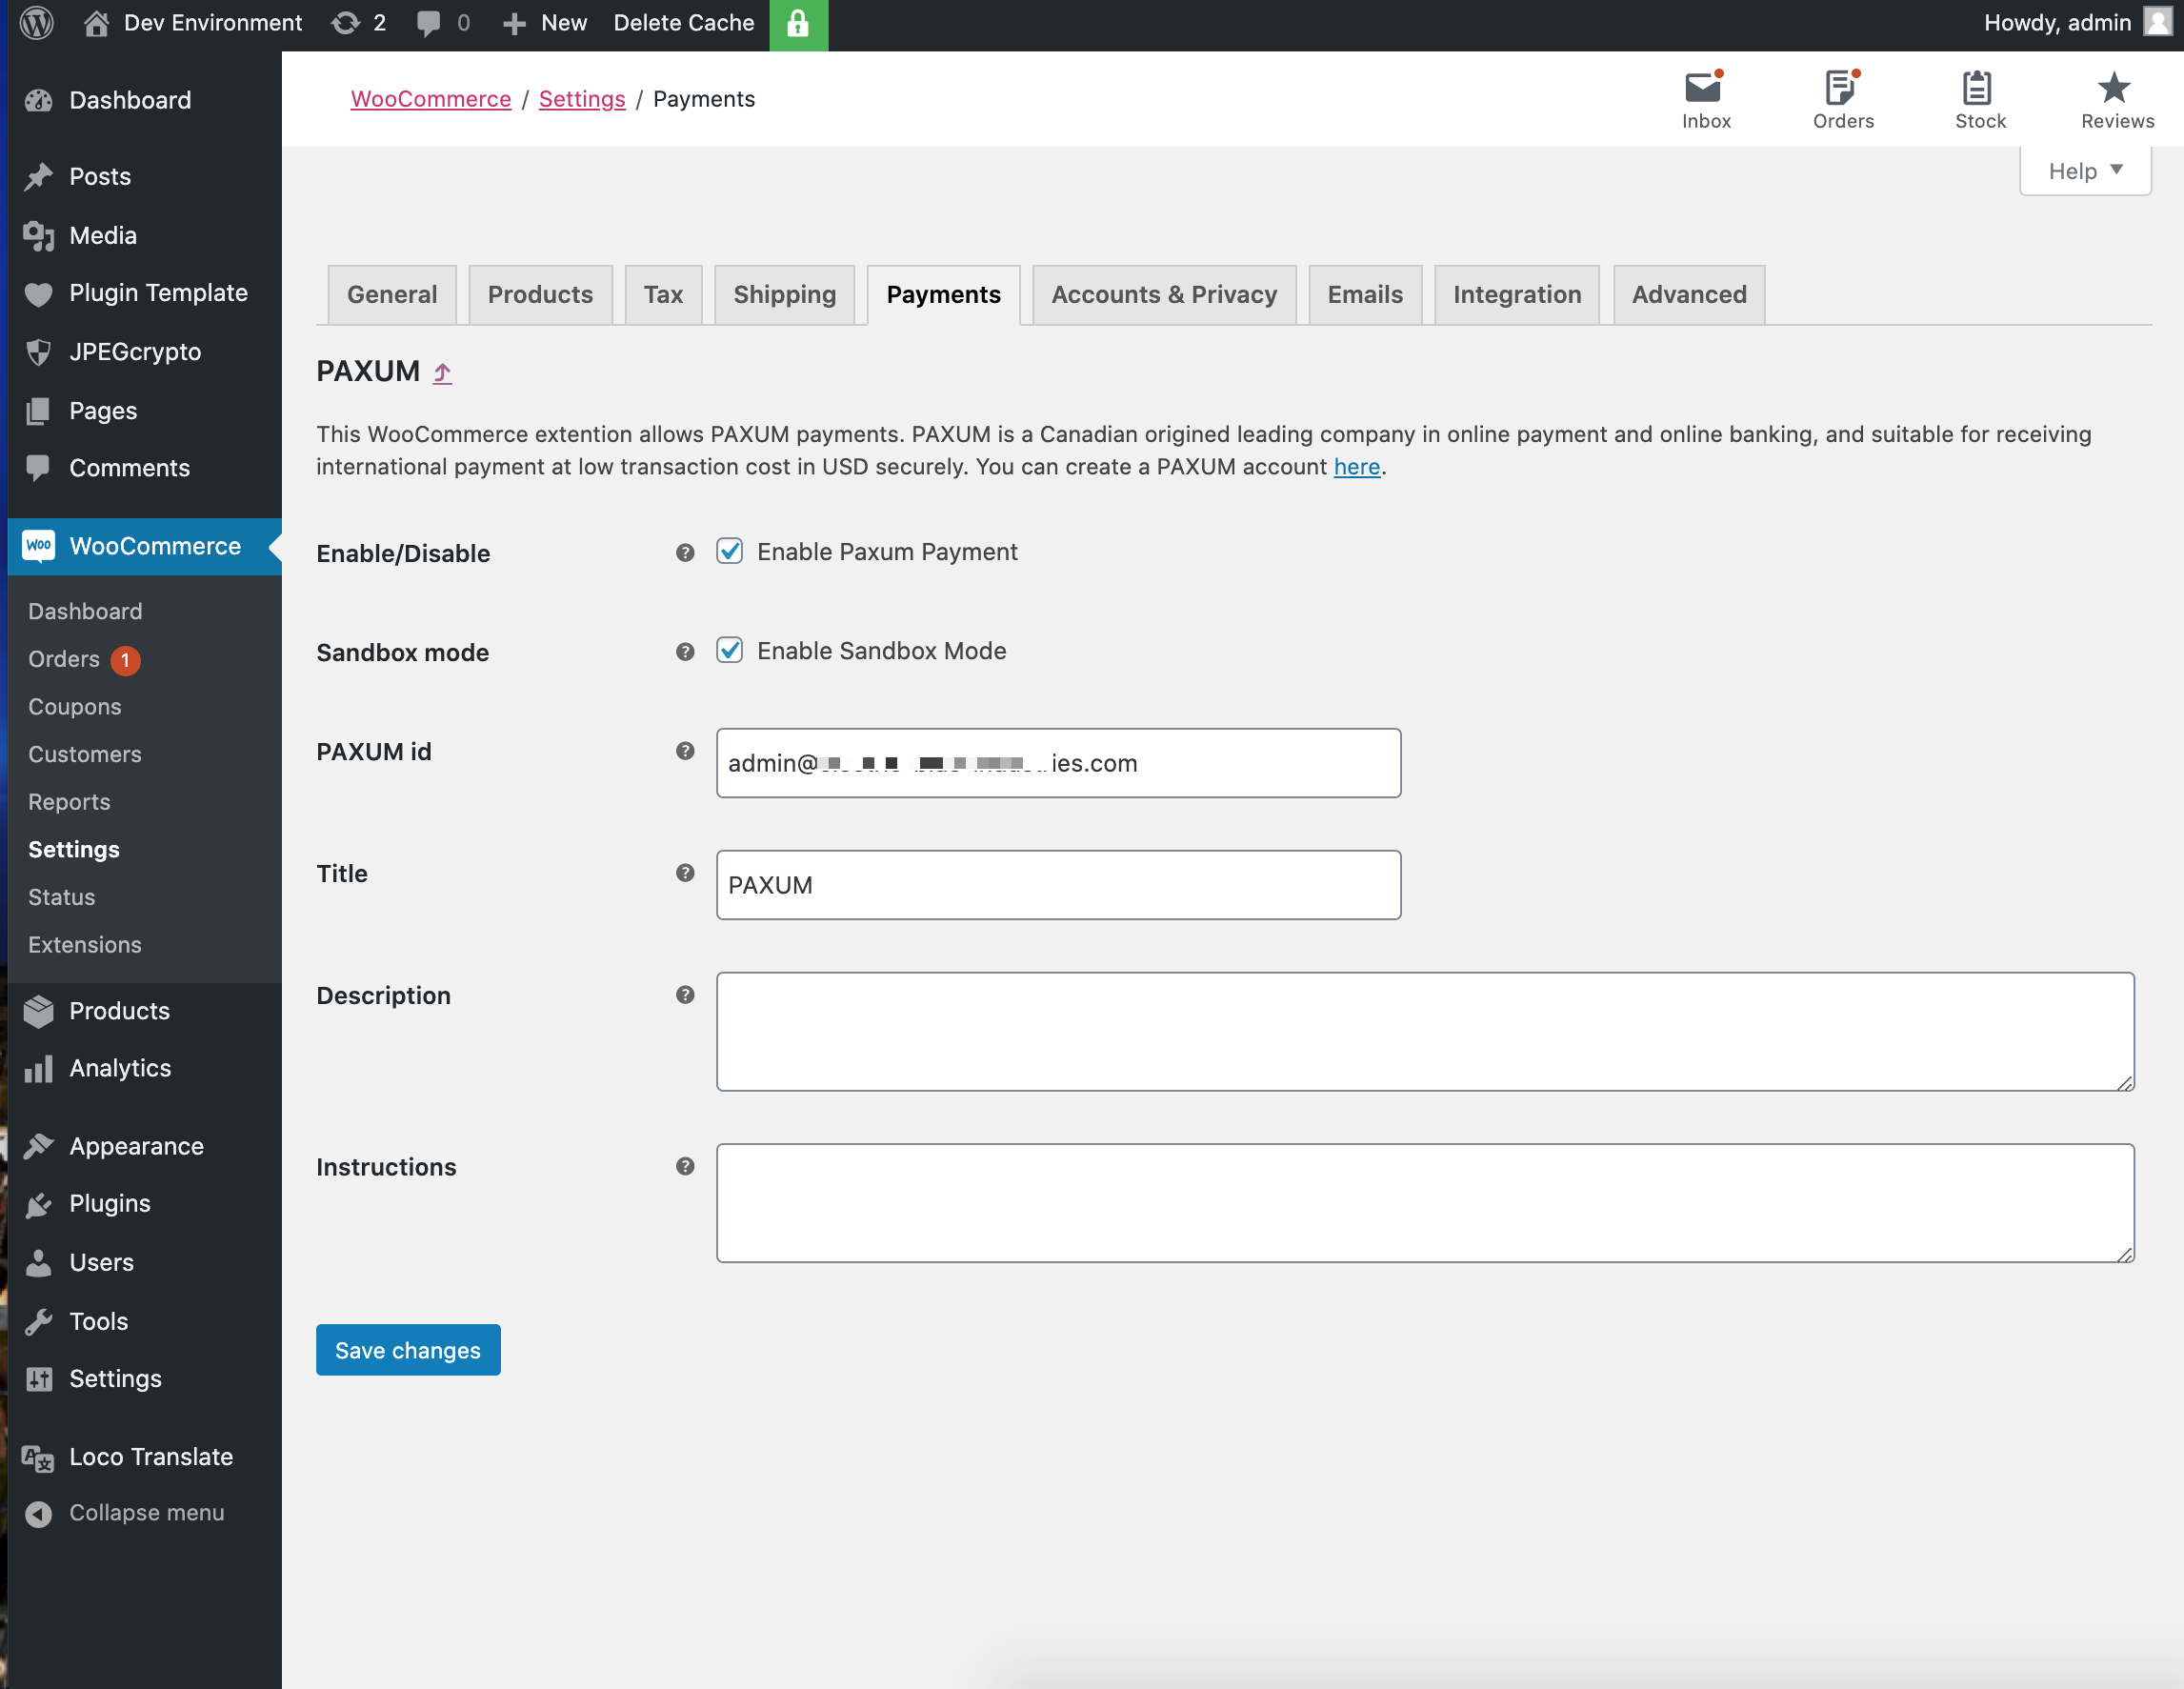 Dev Environment 2 0 New Delete Cache Howdy, admin
Dashboard
Posts
Media
Plugin Template
JPEGcrypto
Pages
Comments
Woo WooCommerce
Dashboard
Orders 1
Coupons
Customers
Reports
Settings
Status
Extensions
Products
Analytics
Appearance
Plugins
Users
Tools
Settings
Loco Translate
Collapse menu
WooCommerce / Settings / Payments
Inbox Orders Stock Reviews
Help
General Products Tax Shipping Payments Accounts & Privacy Emails Integration Advanced
PAXUM
This WooCommerce extention allows PAXUM payments. PAXUM is a Canadian origined leading company in online payment and online banking, and suitable for receiving
international payment at low transaction cost in USD securely. You can create a PAXUM account here.
Enable/Disable ? Enable Paxum Payment
Sandbox mode ? Enable Sandbox Mode
PAXUM id ? admin@ ies.com
Title ? PAXUM
Description ?
Instructions ?
Save changes